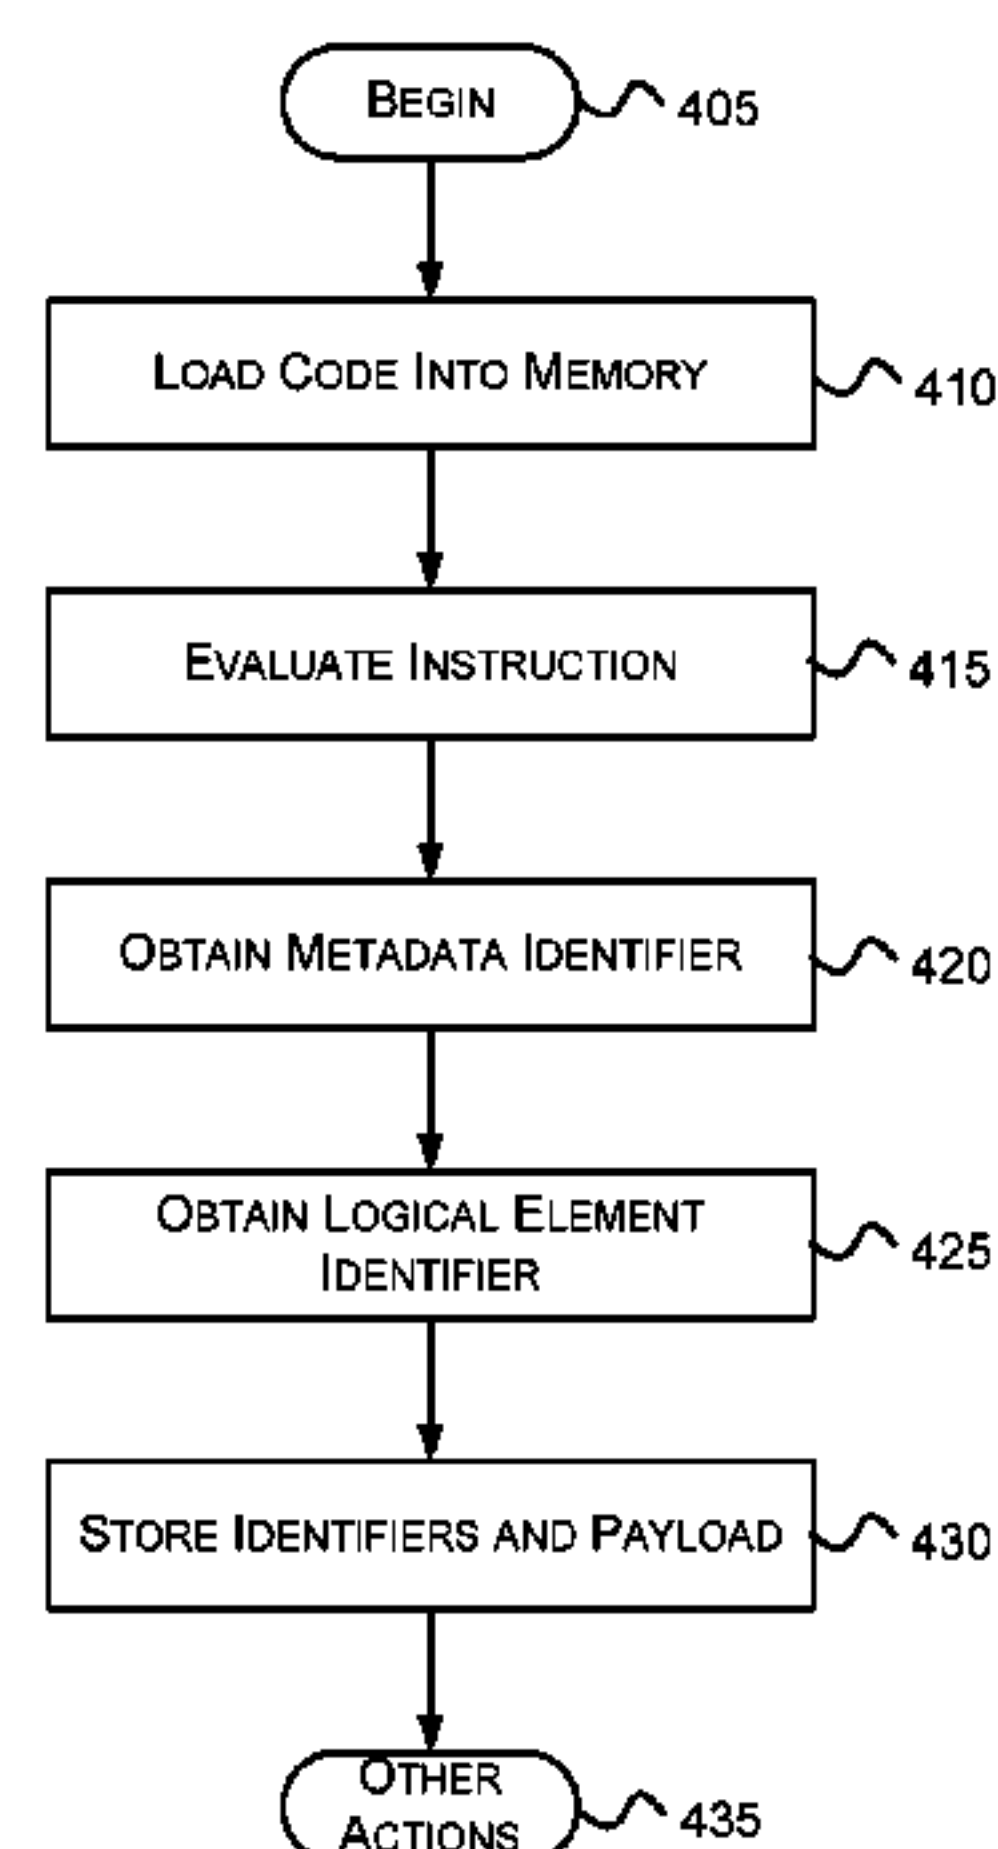 BEGIN
405
LOAD CODE INTO MEMORY
410
EVALUATE INSTRUCTION
415
OBTAIN METADATA IDENTIFIER
420
OBTAIN LOGICAL ELEMENT
IDENTIFIER
425
STORE IDENTIFIERS AND PAYLOAD
430
OTHER
ACTIONS
435